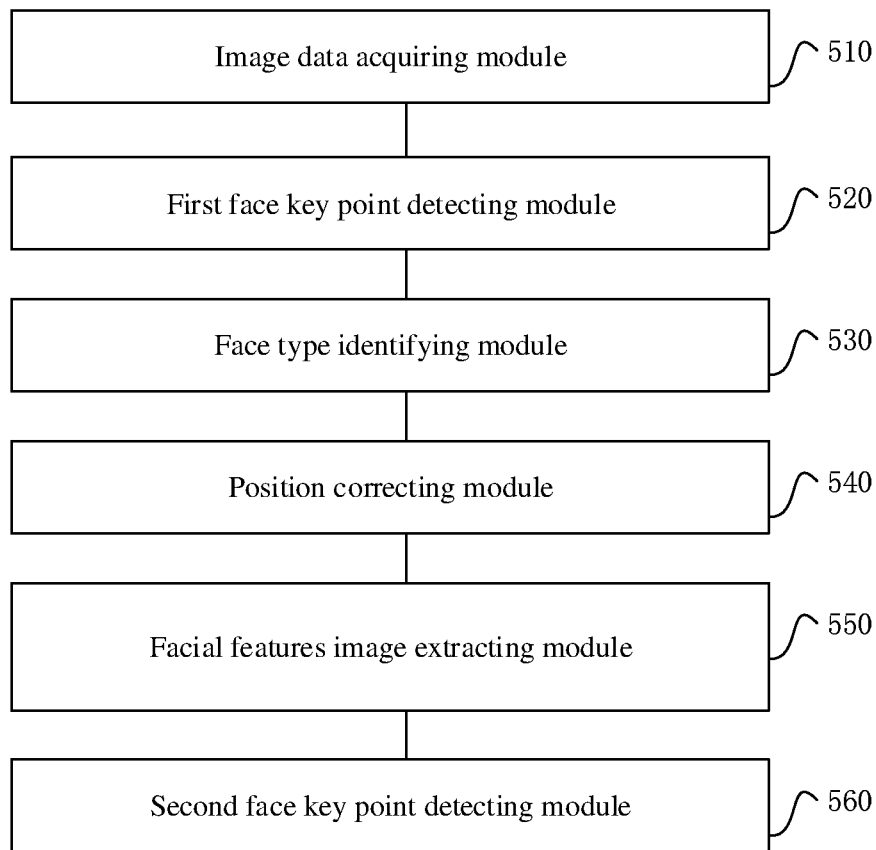 Image data acquiring module 510
First face key point detecting module 520
Face type identifying module 530
Position correcting module 540
Facial features image extracting module 550
Second face key point detecting module 560